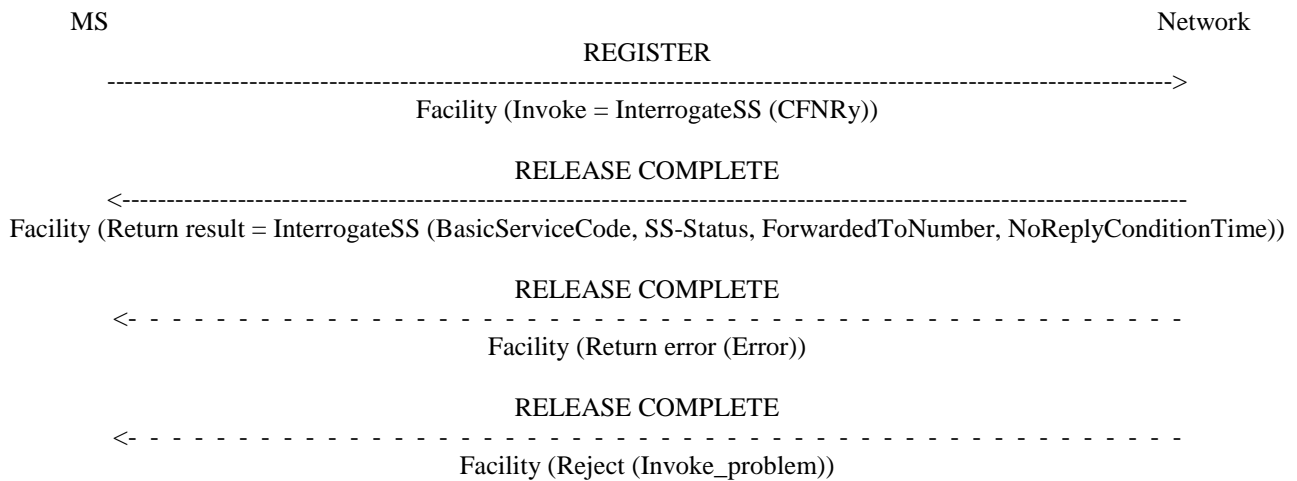 MS Network
REGISTER
------------------------------------------------------------------------------------------------------------------------>
Facility (Invoke = InterrogateSS (CFNRy))
RELEASE COMPLETE
<------------------------------------------------------------------------------------------------------------------------
Facility (Return result = InterrogateSS (BasicServiceCode, SS-Status, ForwardedToNumber, NoReplyConditionTime))
RELEASE COMPLETE
<- - - - - - - - - - - - - - - - - - - - - - - - - - - - - - - - - - - - - - - - - - - - - - - -
Facility (Return error (Error))
RELEASE COMPLETE
<- - - - - - - - - - - - - - - - - - - - - - - - - - - - - - - - - - - - - - - - - - - - - - - -
Facility (Reject (Invoke_problem))